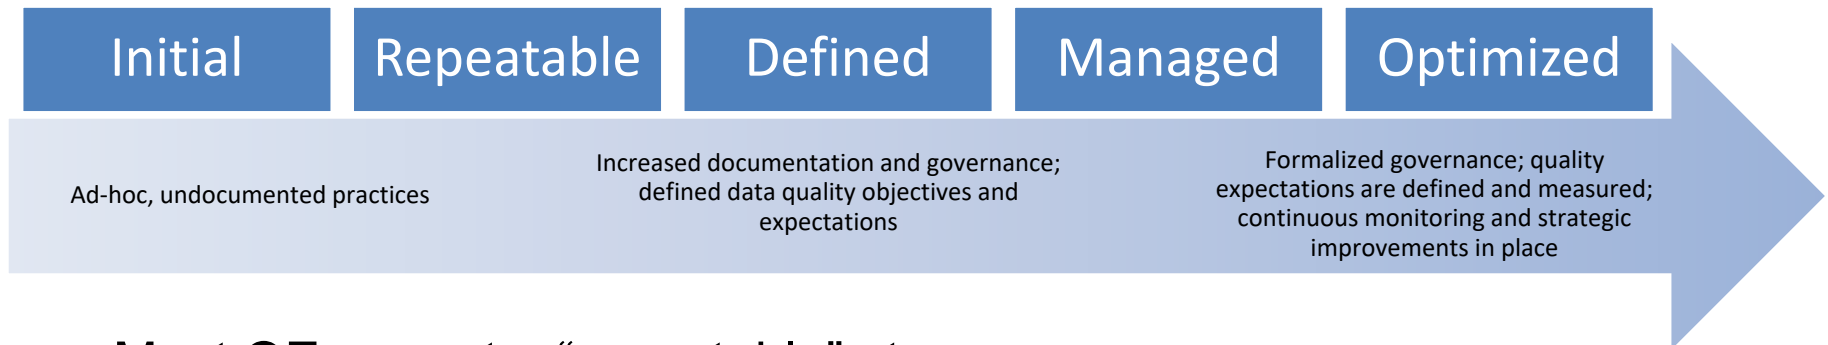 Initial
Repeatable
Defined
Managed
Optimized
Ad-hoc, undocumented practices
Increased documentation and governance;
defined data quality objectives and
expectations
Formalized governance; quality
expectations are defined and measured;
continuous monitoring and strategic
improvements in place